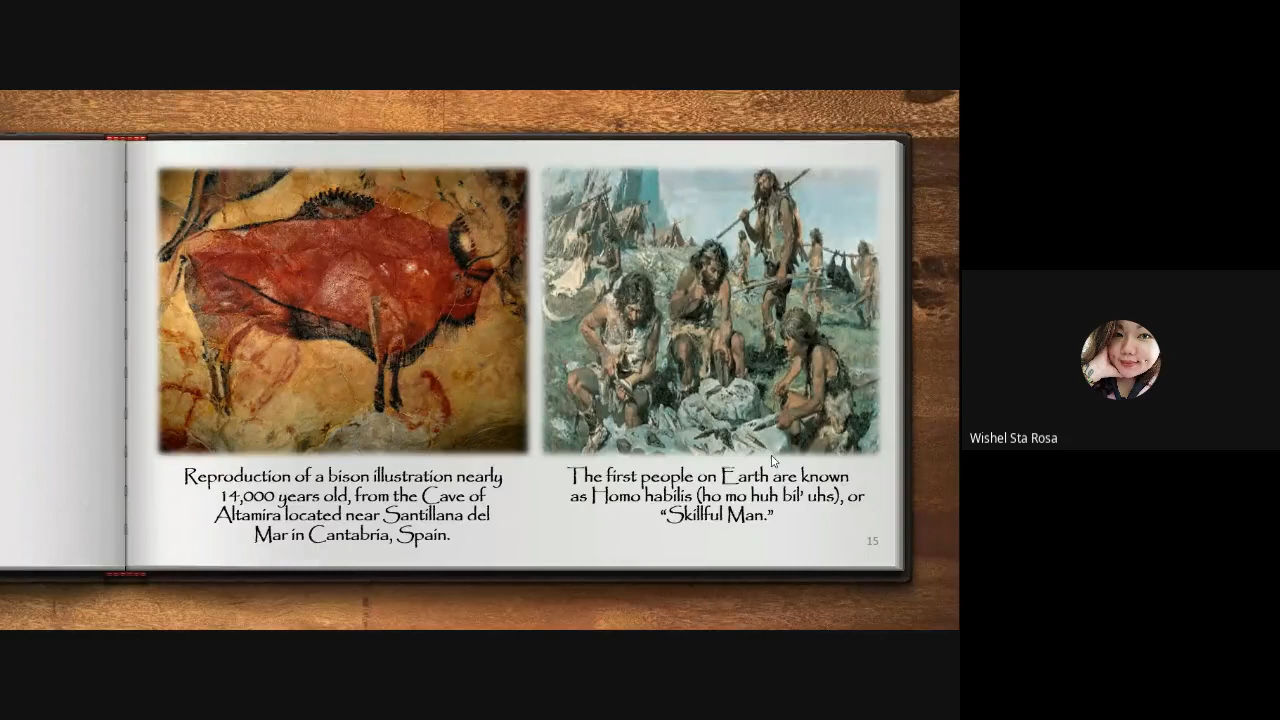 Reproduction of a bison illustration nearly
14,000 years old, from the Cave of
Altamira located near Santillana del
Mar in Cantabria, Spain.
The first people on Earth are known
as Homo habilis (ho mo huh bil' uhs), or
“Skillful Man.”
15
Wishel Sta Rosa